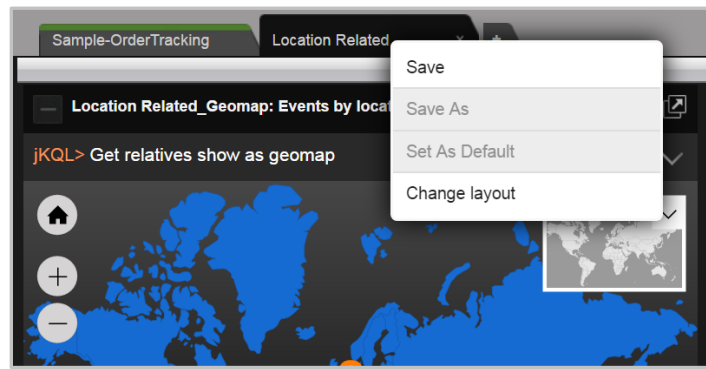 Sample-OrderTracking
Location Related
×
+
Save
Save As
Set As Default
Change layout
Location Related_Geomap: Events by locat
jKQL> Get relatives show as geomap
+
−